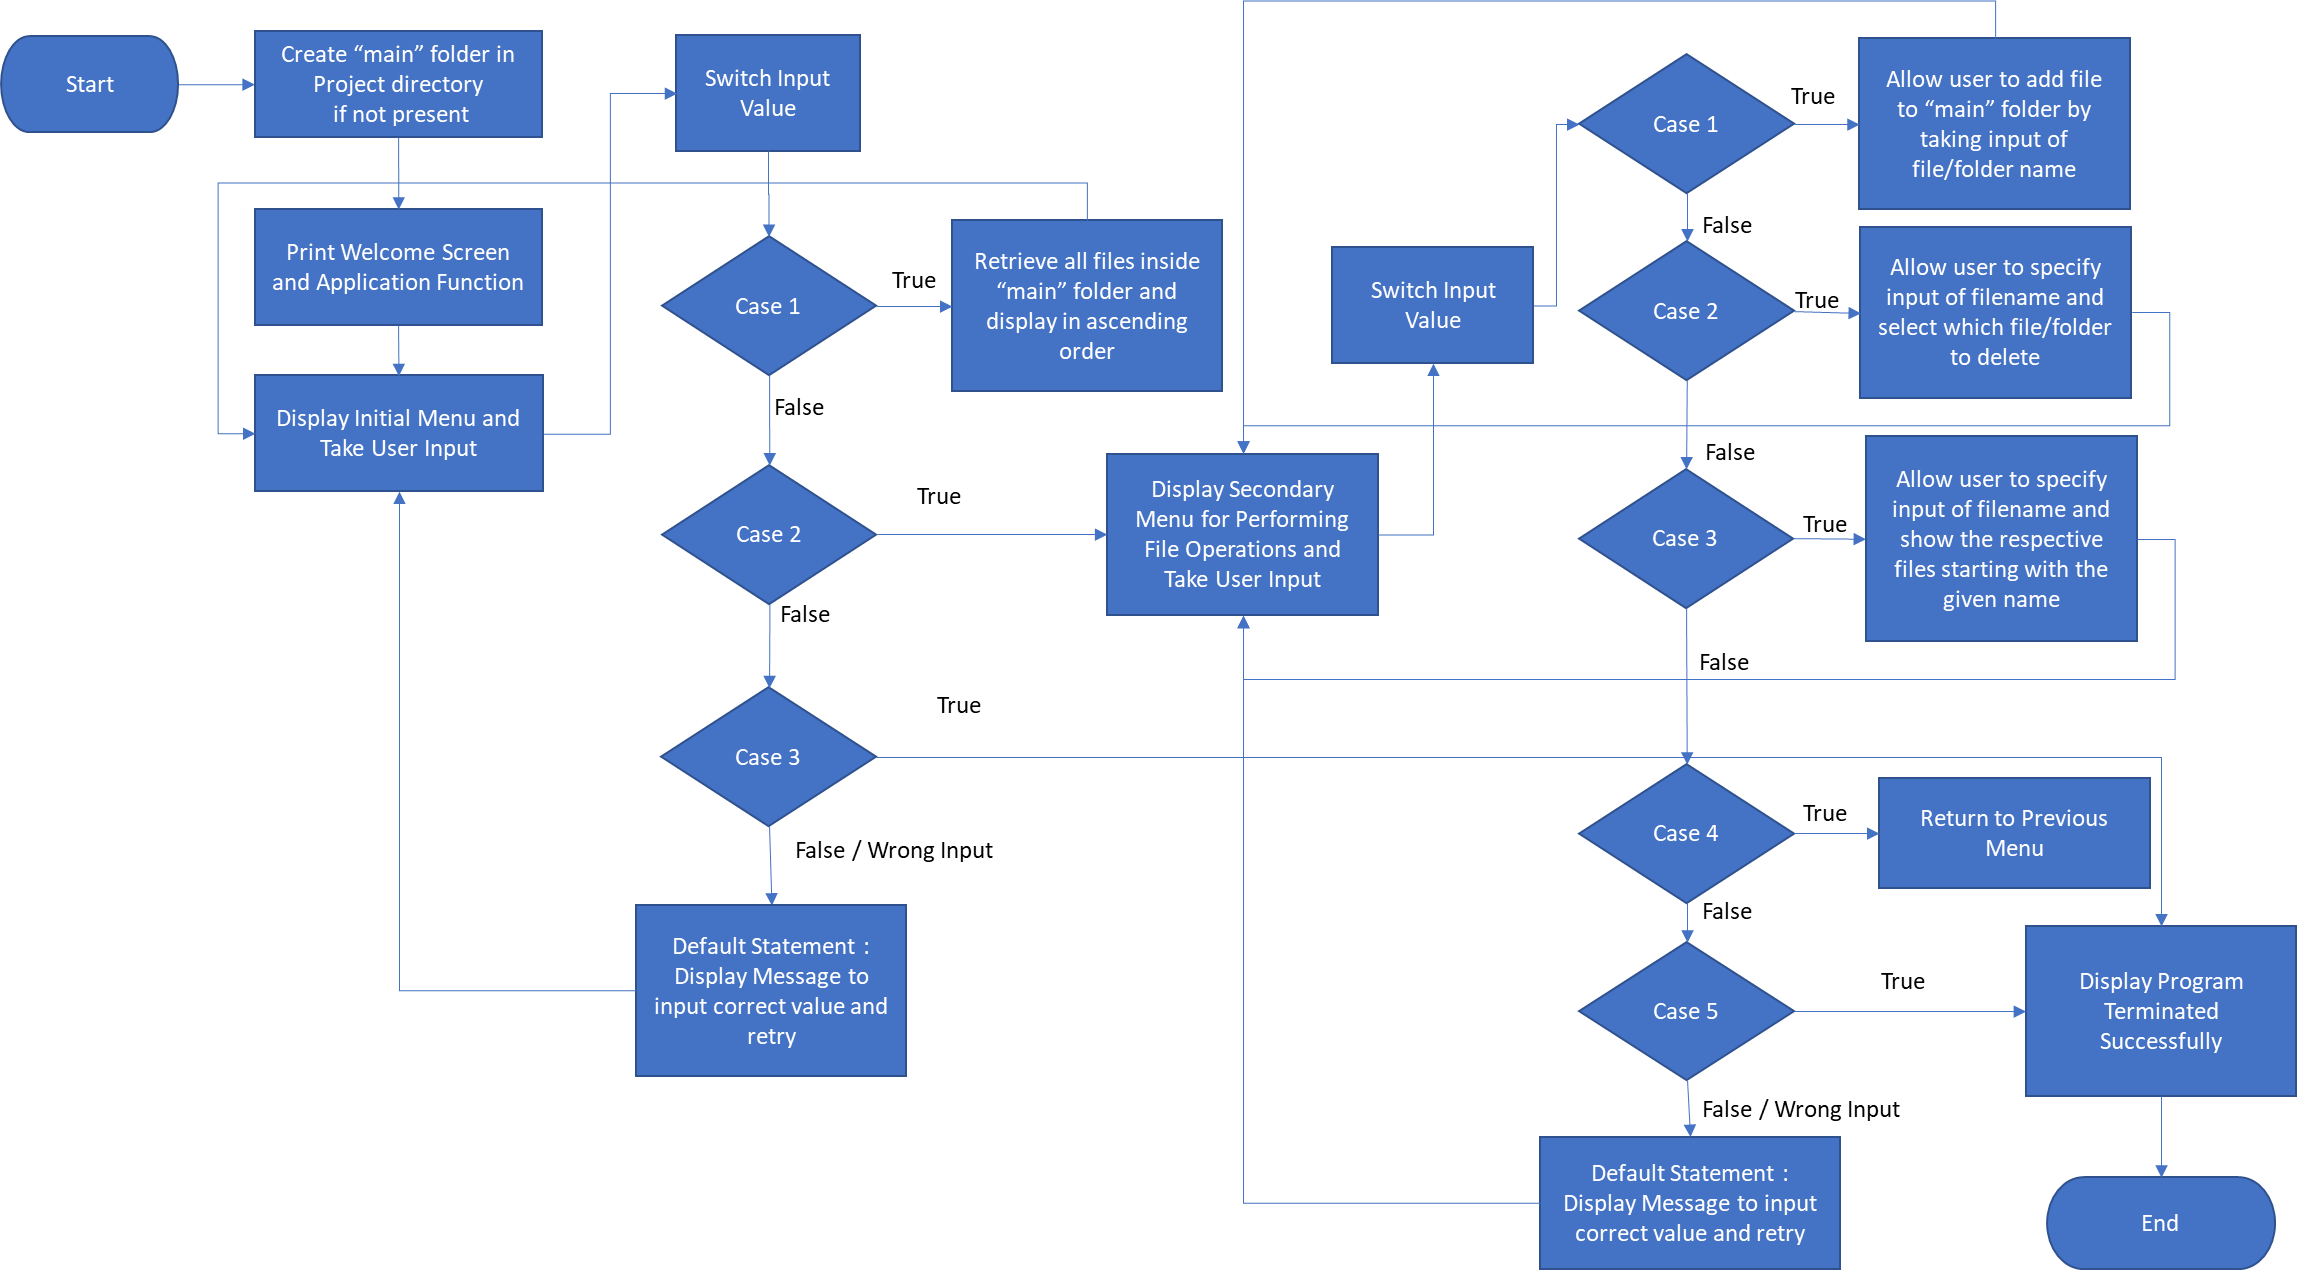 Start
Create “main” folder in
Project directory
if not present
Print Welcome Screen
and Application Function
Display Initial Menu and
Take User Input
Switch Input
Value
Case 1
True
Retrieve all files inside
“main” folder and
display in ascending
order
False
Case 2
True
False
Case 3
True
False / Wrong Input
Default Statement :
Display Message to
input correct value and
retry
Display Secondary
Menu for Performing
File Operations and
Take User Input
Switch Input
Value
Case 1
True
Allow user to add file
to “main” folder by
taking input of
file/folder name
False
Case 2
True
Allow user to specify
input of filename and
select which file/folder
to delete
False
Case 3
True
Allow user to specify
input of filename and
show the respective
files starting with the
given name
False
Case 4
True
Return to Previous
Menu
False
Case 5
True
Display Program
Terminated
Successfully
False / Wrong Input
Default Statement :
Display Message to input
correct value and retry
End